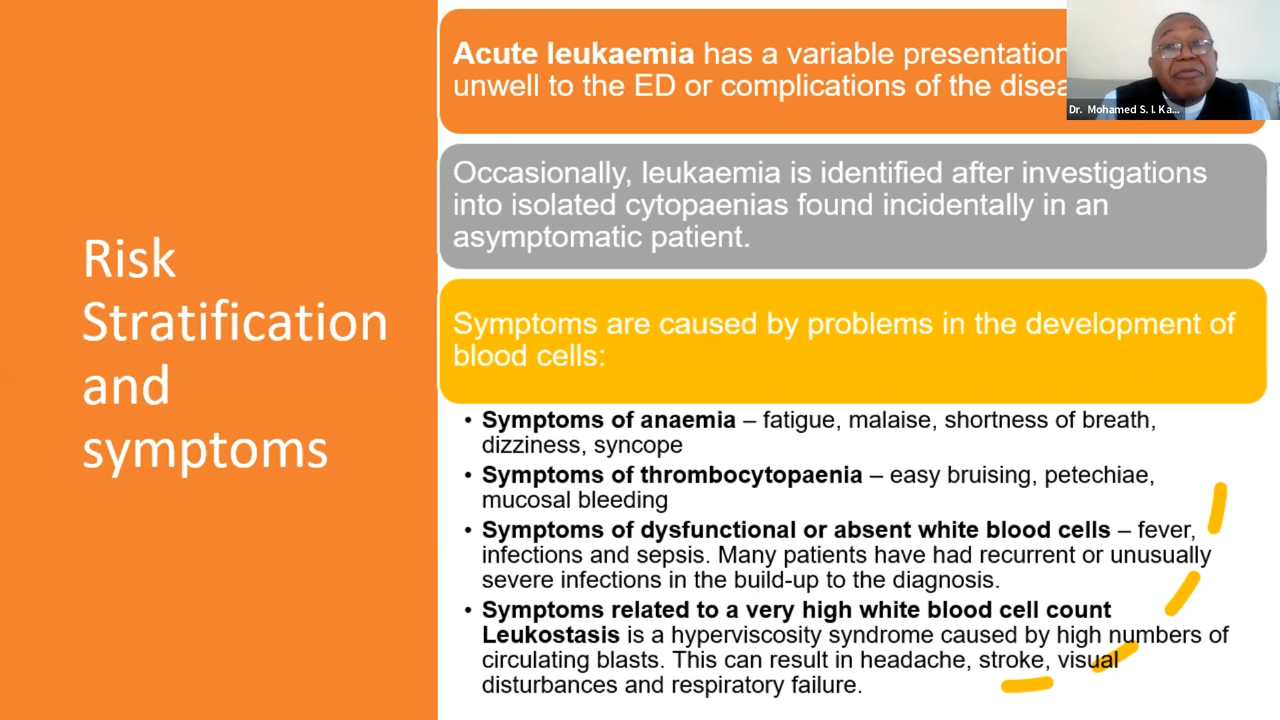 Risk
Stratification
and
symptoms
Acute leukaemia has a variable presentation
unwell to the ED or complications of the
Dr. Mohamed S. I. Ka...
Occasionally, leukaemia is identified after investigations
into isolated cytopaenias found incidentally in an
asymptomatic patient.
Symptoms are caused by problems in the development of
blood cells:
• Symptoms of anaemia – fatigue, malaise, shortness of breath,
dizziness, syncope
• Symptoms of thrombocytopaenia – easy bruising, petechiae,
mucosal bleeding
• Symptoms of dysfunctional or absent white blood cells – fever,
infections and sepsis. Many patients have had recurrent or unusually
severe infections in the build-up to the diagnosis.
• Symptoms related to a very high white blood cell count
Leukostasis is a hyperviscosity syndrome caused by high numbers of
circulating blasts. This can result in headache, stroke, visual
disturbances and respiratory failure.